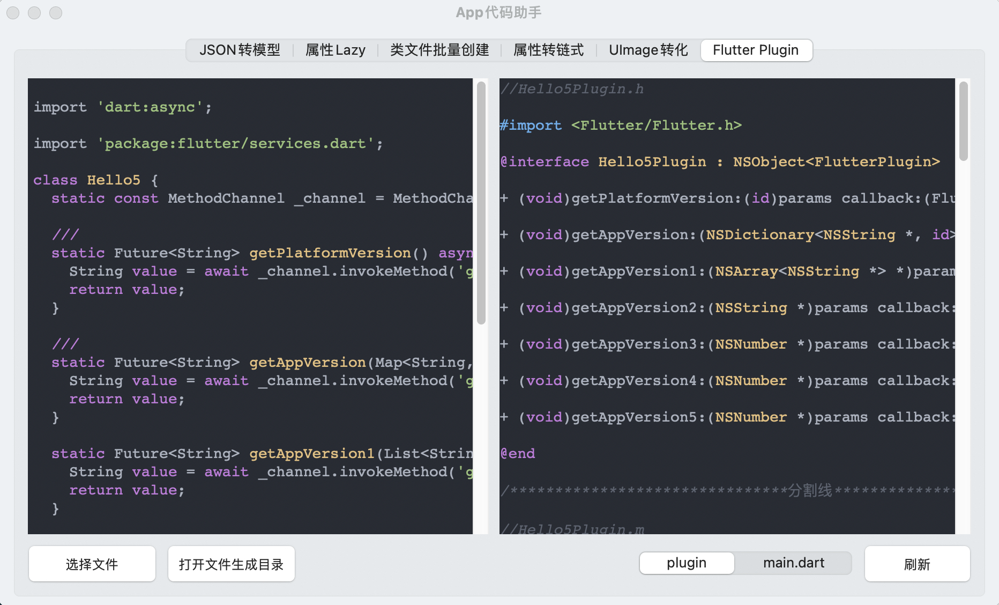 App代码助手
JSON转模型
属性Lazy
类文件批量创建
属性转链式
UIImage转化
Flutter Plugin
import 'dart:async';
import 'package:flutter/services.dart';
class Hello5 {
static const MethodChannel _channel = MethodCha
///
static Future<String> getPlatformVersion() asyn
String value = await _channel.invokeMethod('g
return value;
}
///
static Future<String> getAppVersion(Map<String,
String value = await _channel.invokeMethod('g
return value;
}
static Future<String> getAppVersion1(List<Strin
String value = await _channel.invokeMethod('g
return value;
}
//Hello5Plugin.h
#import <Flutter/Flutter.h>
@interface Hello5Plugin : NSObject<FlutterPlugin>
+ (void)getPlatformVersion:(id)params callback:(Flu
+ (void)getAppVersion:(NSDictionary<NSString *, id>
+ (void)getAppVersion1:(NSArray<NSString *> *)param
+ (void)getAppVersion2:(NSString *)params callback:
+ (void)getAppVersion3:(NSNumber *)params callback:
+ (void)getAppVersion4:(NSNumber *)params callback:
+ (void)getAppVersion5:(NSNumber *)params callback:
@end
/*******************************分割线**************
//Hello5Plugin.m
选择文件
打开文件生成目录
plugin
main.dart
刷新